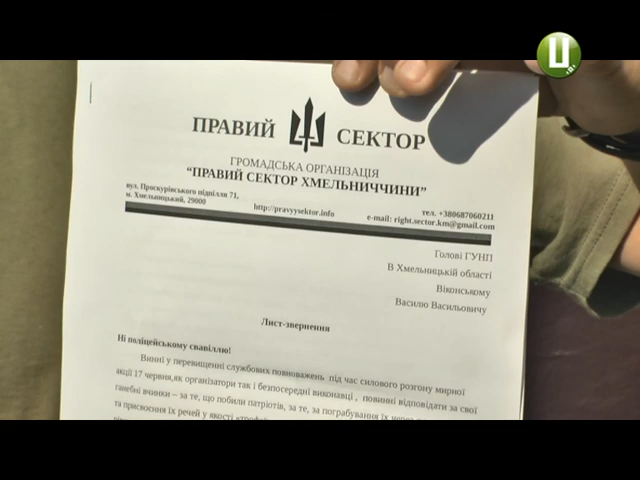 Ц
ПРАВИЙ СЕКТОР
ГРОМАДСЬКА ОРГАНІЗАЦІЯ
“ПРАВИЙ СЕКТОР ХМЕЛЬНИЧЧИНИ”
вул. Проскурівського підпілля 71,
м. Хмельницький, 29000
http://pravyysektor.info
тел. +380687060211
e-mail: right.sector.km@gmail.com
Голові ГУНП
В Хмельницькій області
Віконському
Василю Васильовичу
Лист-звернення
Ні поліцейському свавіллю!
Винні у перевищенні службових повноважень під час силового розгону мирної
акції 17 червня,як організатори так і безпосередні виконавці , повинні відповідати за свої
ганебні вчинки – за те, що побили патріотів, за те, за пограбування їх через
та присвоєння їх речей у якості